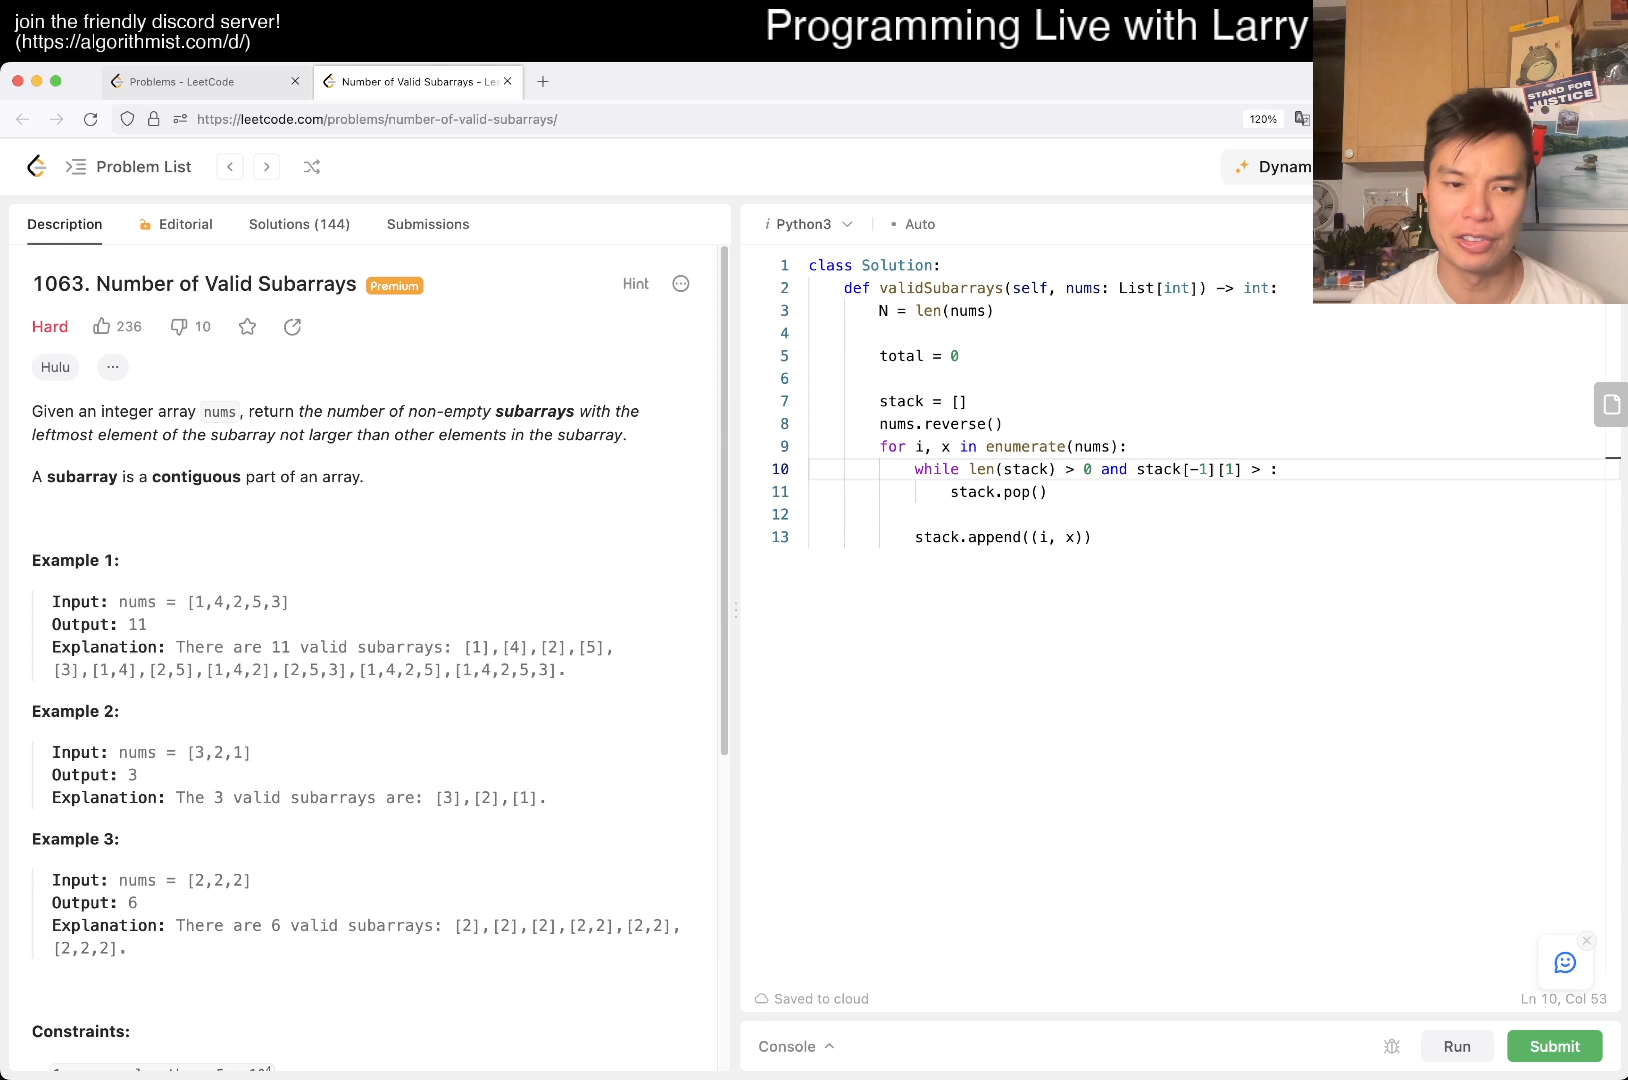 join the friendly discord server!
(https://algorithmist.com/d/)
Programming Live with Larry
STAND FOR
JUSTICE
Problems - LeetCode
Number of Valid Subarrays - Lee
https://leetcode.com/problems/number-of-valid-subarrays/
120%
Problem List
Dynam
Description
Editorial
Solutions (144)
Submissions
1063. Number of Valid Subarrays
Premium
Hint
Hard
236
10
Hulu
...
Given an integer array nums, return the number of non-empty subarrays with the
leftmost element of the subarray not larger than other elements in the subarray.
A subarray is a contiguous part of an array.
Example 1:
Input: nums = [1,4,2,5,3]
Output: 11
Explanation: There are 11 valid subarrays: [1],[4],[2],[5],
[3],[1,4],[2,5],[1,4,2],[2,5,3],[1,4,2,5],[1,4,2,5,3].
Example 2:
Input: nums = [3,2,1]
Output: 3
Explanation: The 3 valid subarrays are: [3],[2],[1].
Example 3:
Input: nums = [2,2,2]
Output: 6
Explanation: There are 6 valid subarrays: [2],[2],[2],[2,2],[2,2],
[2,2,2].
Constraints:
i Python3
• Auto
1 class Solution:
2 def validSubarrays(self, nums: List[int]) -> int:
3 N = len(nums)
4
5 total = 0
6
7 stack = []
8 nums.reverse()
9 for i, x in enumerate(nums):
10 while len(stack) > 0 and stack[-1][1] > :
11 stack.pop()
12
13 stack.append((i, x))
Saved to cloud
Ln 10, Col 53
Console
Run
Submit